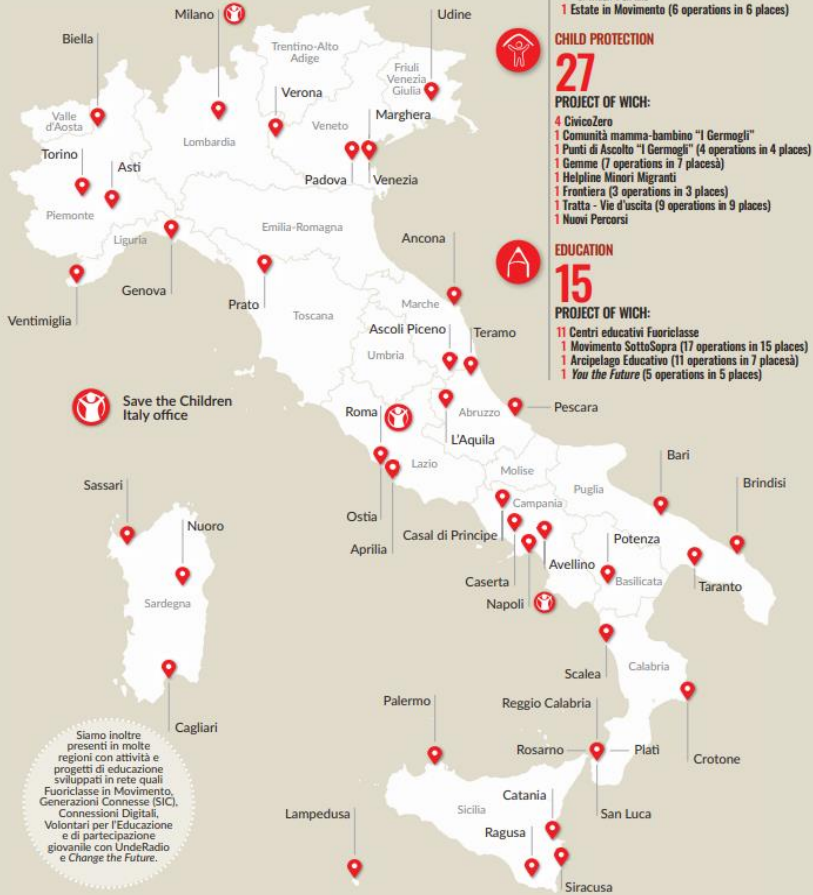 1 Estate in Movimento (6 operations in 6 places)
CHILD PROTECTION
27
PROJECT OF WICH:
4 CivicoZero
1 Comunità mamma-bambino "I Germogli"
1 Punti di Ascolto "I Germogli" (4 operations in 4 places)
1 Gemme (7 operations in 7 placesà)
1 Helpline Minori Migranti
1 Frontiera (3 operations in 3 places)
1 Tratta - Vie d'uscita (9 operations in 9 places)
1 Nuovi Percorsi
EDUCATION
15
PROJECT OF WICH:
11 Centri educativi Fuoriclasse
1 Movimento SottoSopra (17 operations in 15 places)
1 Arcipelago Educativo (11 operations in 7 placesà)
1 You the Future (5 operations in 5 places)
Milano
Udine
Biella
Trentino-Alto
Adige
Friuli
Venezia
Giulia
Verona
Valle
d'Aosta
Lombardia
Veneto
Marghera
Torino
Asti
Padova
Venezia
Piemonte
Liguria
Emilia-Romagna
Genova
Prato
Ancona
Ventimiglia
Toscana
Marche
Ascoli Piceno
Teramo
Umbria
Save the Children
Italy office
Roma
Abruzzo
Pescara
L'Aquila
Lazio
Molise
Bari
Sassari
Puglia
Brindisi
Nuoro
Ostia
Campania
Aprilia
Casal di Principe
Potenza
Avellino
Caserta
Basilicata
Taranto
Napoli
Sardegna
Scalea
Calabria
Cagliari
Palermo
Reggio Calabria
Rosarno
Platì
Crotone
Siamo inoltre
presenti in molte
regioni con attività e
progetti di educazione
sviluppati in rete quali
Fuoriclasse in Movimento,
Generazioni Connesse (SIC),
Connessioni Digitali,
Volontari per l'Educazione
e di partecipazione
giovanile con UndeRadio
e Change the Future.
Catania
San Luca
Lampedusa
Sicilia
Ragusa
Siracusa